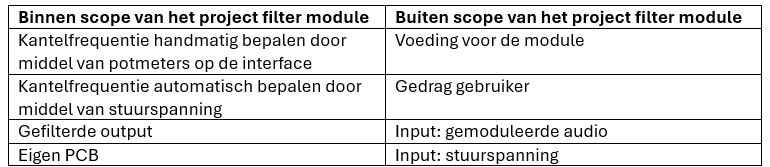 Binnen scope van het project filter module
Buiten scope van het project filter module
Kantelfrequentie handmatig bepalen door
middel van potmeters op de interface
Voeding voor de module
Kantelfrequentie automatisch bepalen door
middel van stuurspanning
Gedrag gebruiker
Gefilterde output
Input: gemoduleerde audio
Eigen PCB
Input: stuurspanning